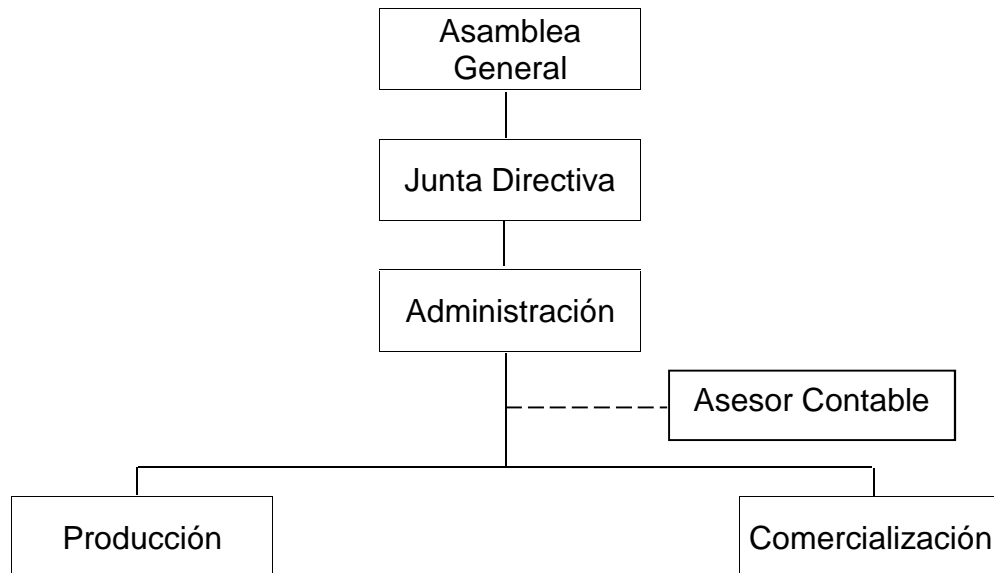 Asamblea
General
Junta Directiva
Administración
Asesor Contable
Producción
Comercialización